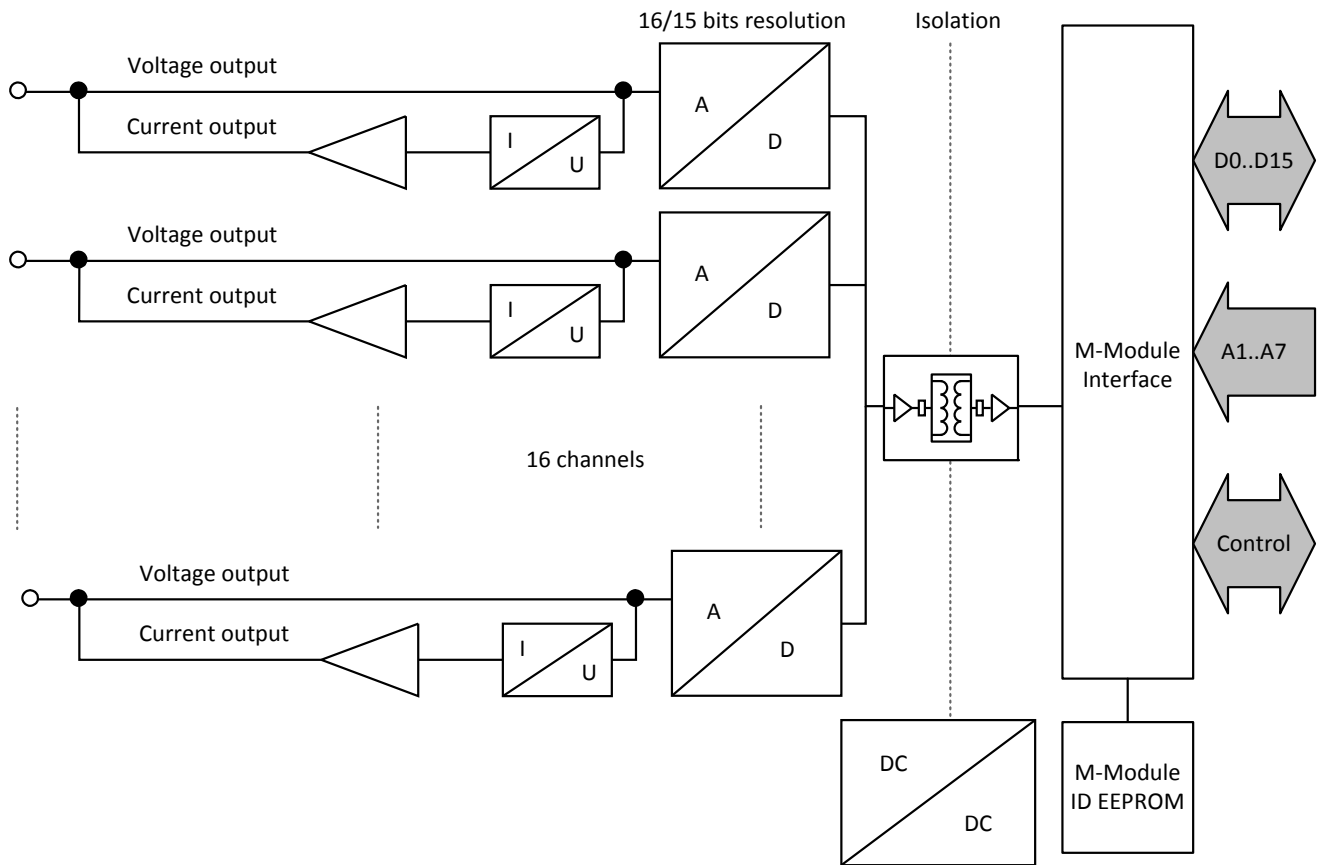 16/15 bits resolution
Isolation
Voltage output
Current output
I
U
A
D
D0..D15
Voltage output
Current output
I
U
A
D
M-Module
Interface
A1..A7
16 channels
Control
Voltage output
Current output
I
U
A
D
DC
DC
M-Module
ID EEPROM